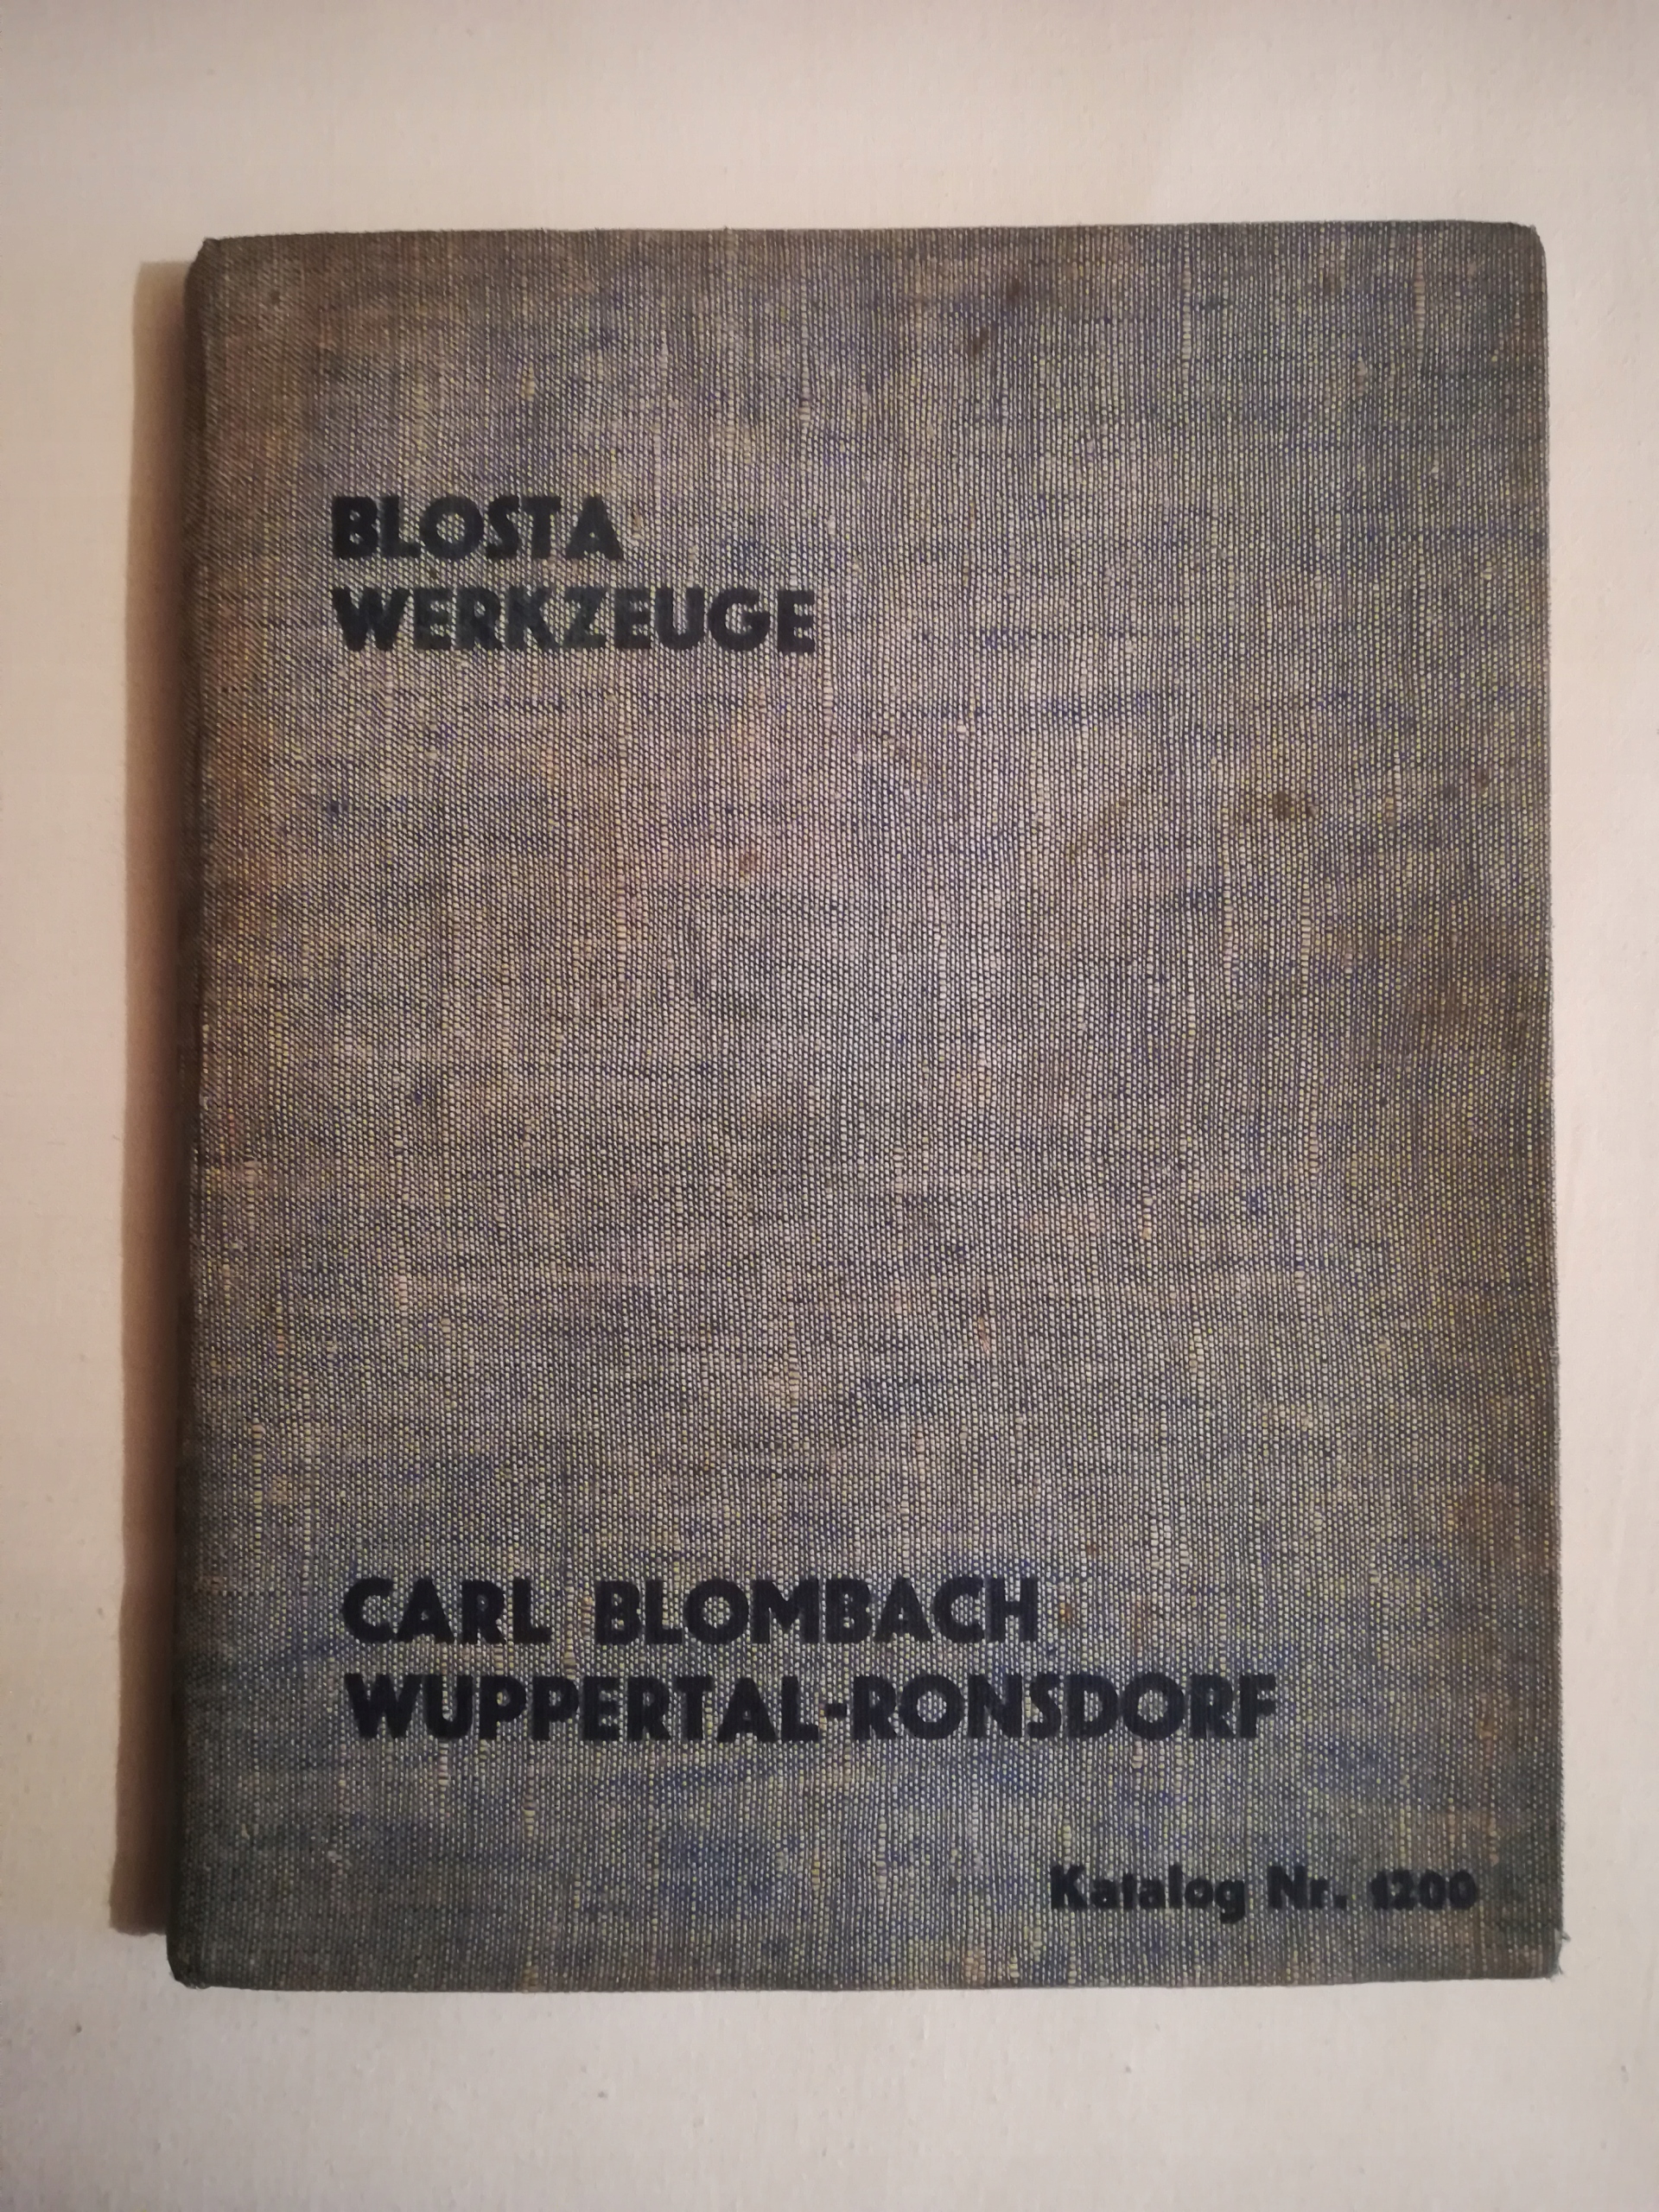 BLOSTA
WERKZEUGE
CARL BLOMBACH
WUPPERTAL-RONSDORF
Katalog Nr. 1200